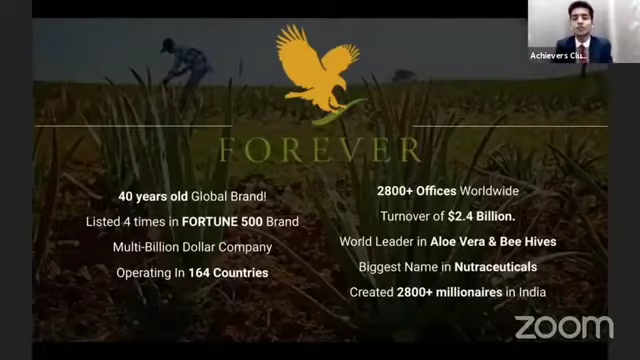 Achievers Clu...
FOREVER
40 years old Global Brand!
Listed 4 times in FORTUNE 500 Brand
Multi-Billion Dollar Company
Operating In 164 Countries
2800+ Offices Worldwide
Turnover of $2.4 Billion.
World Leader in Aloe Vera & Bee Hives
Biggest Name in Nutraceuticals
Created 2800+ millionaires in India
zoom